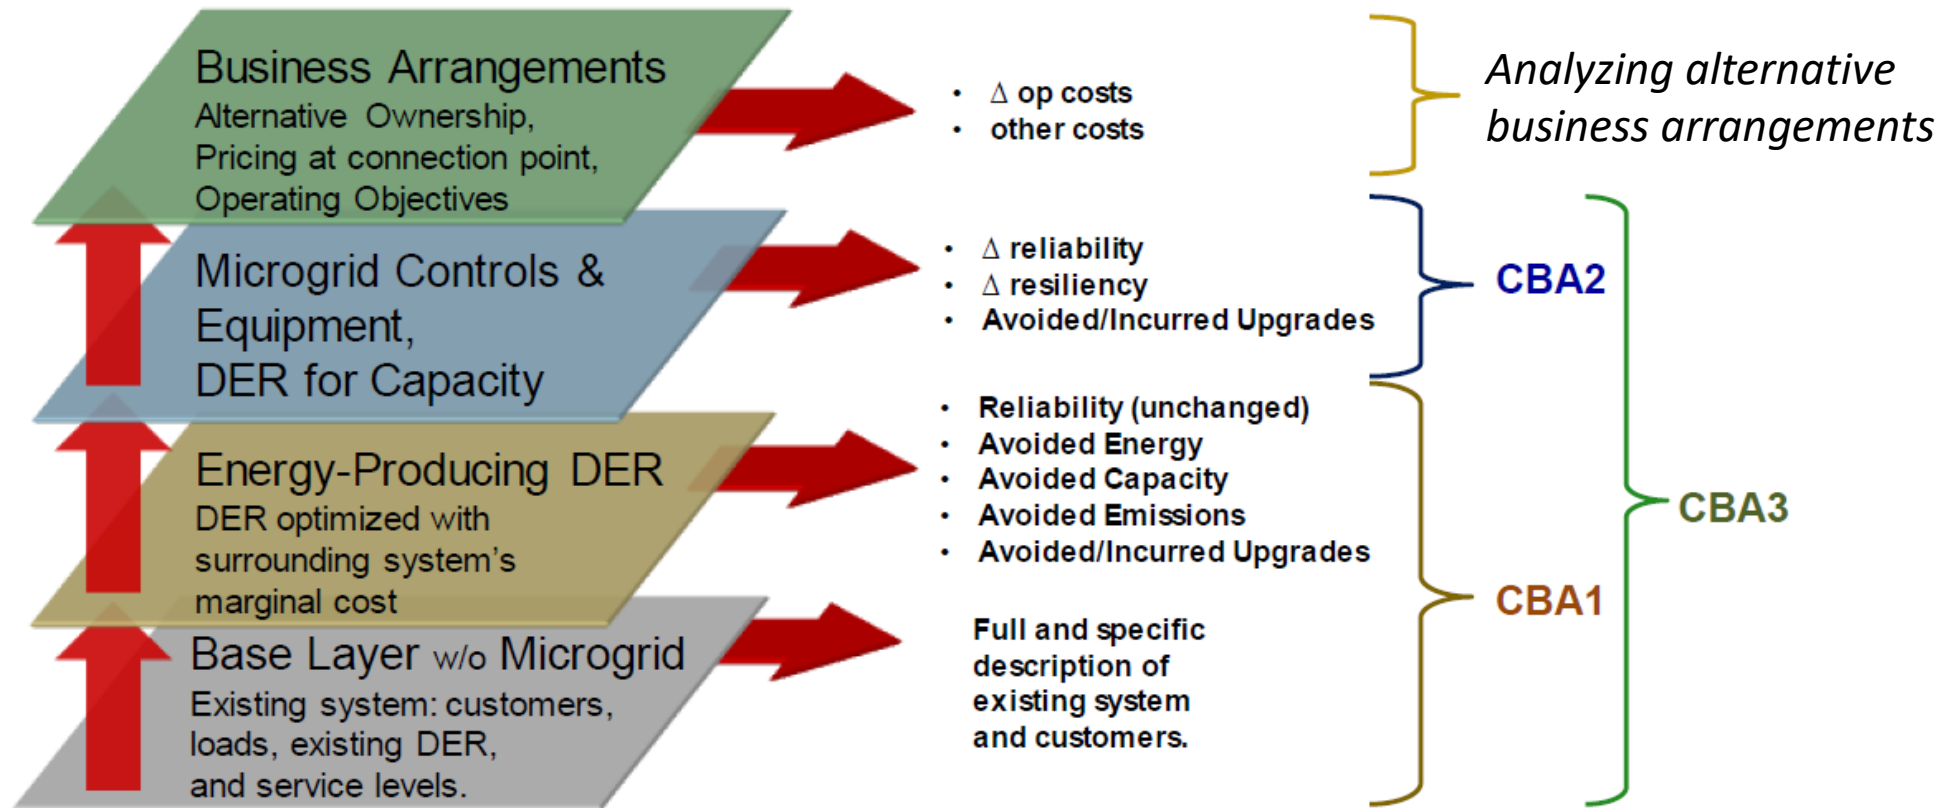 Business Arrangements
Alternative Ownership,
Pricing at connection point,
Operating Objectives
• Δ op costs
• other costs
Analyzing alternative
business arrangements
Microgrid Controls &
Equipment,
DER for Capacity
• Δ reliability
• Δ resiliency
• Avoided/Incurred Upgrades
CBA2
Energy-Producing DER
DER optimized with
surrounding system's
marginal cost
• Reliability (unchanged)
• Avoided Energy
• Avoided Capacity
• Avoided Emissions
• Avoided/Incurred Upgrades
CBA3
CBA1
Base Layer w/o Microgrid
Existing system: customers,
loads, existing DER,
and service levels.
Full and specific
description of
existing system
and customers.